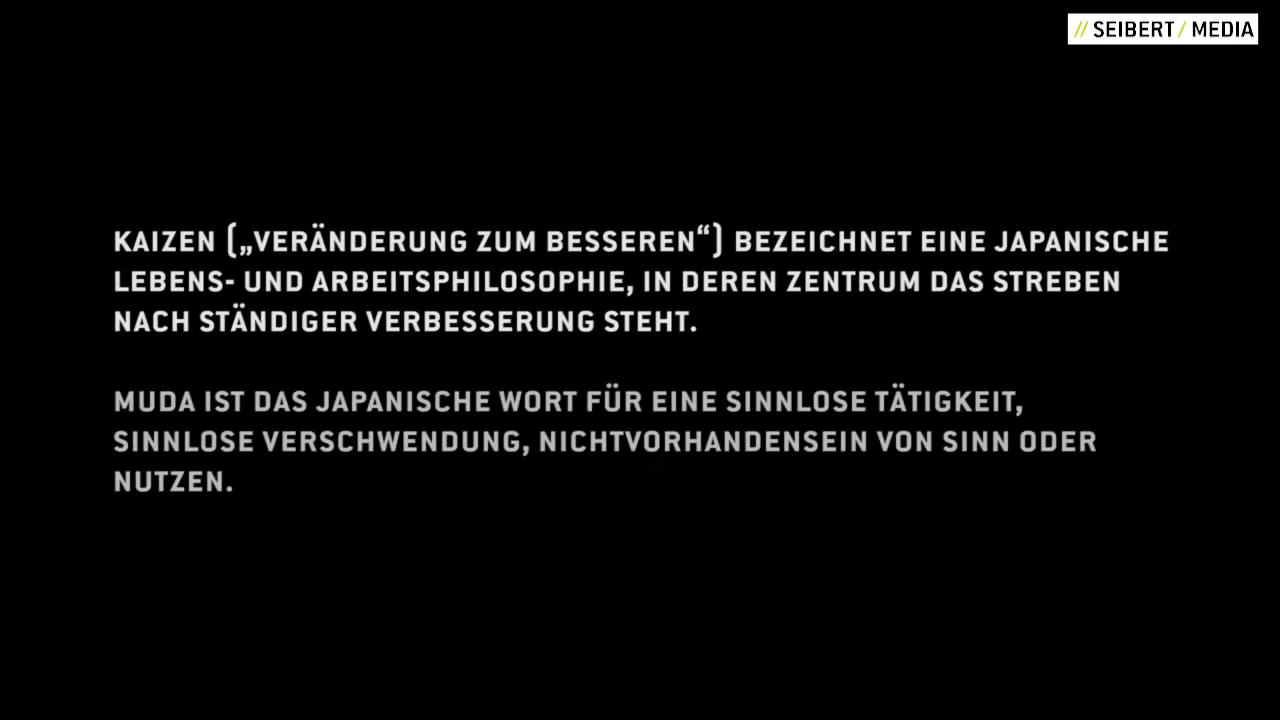 // SEIBERT / MEDIA
KAIZEN („VERÄNDERUNG ZUM BESSEREN“) BEZEICHNET EINE JAPANISCHE
LEBENS- UND ARBEITSPHILOSOPHIE, IN DEREN ZENTRUM DAS STREBEN
NACH STÄNDIGER VERBESSERUNG STEHT.
MUDA IST DAS JAPANISCHE WORT FÜR EINE SINNLOSE TÄTIGKEIT,
SINNLOSE VERSCHWENDUNG, NICHTVORHANDENSEIN VON SINN ODER
NUTZEN.